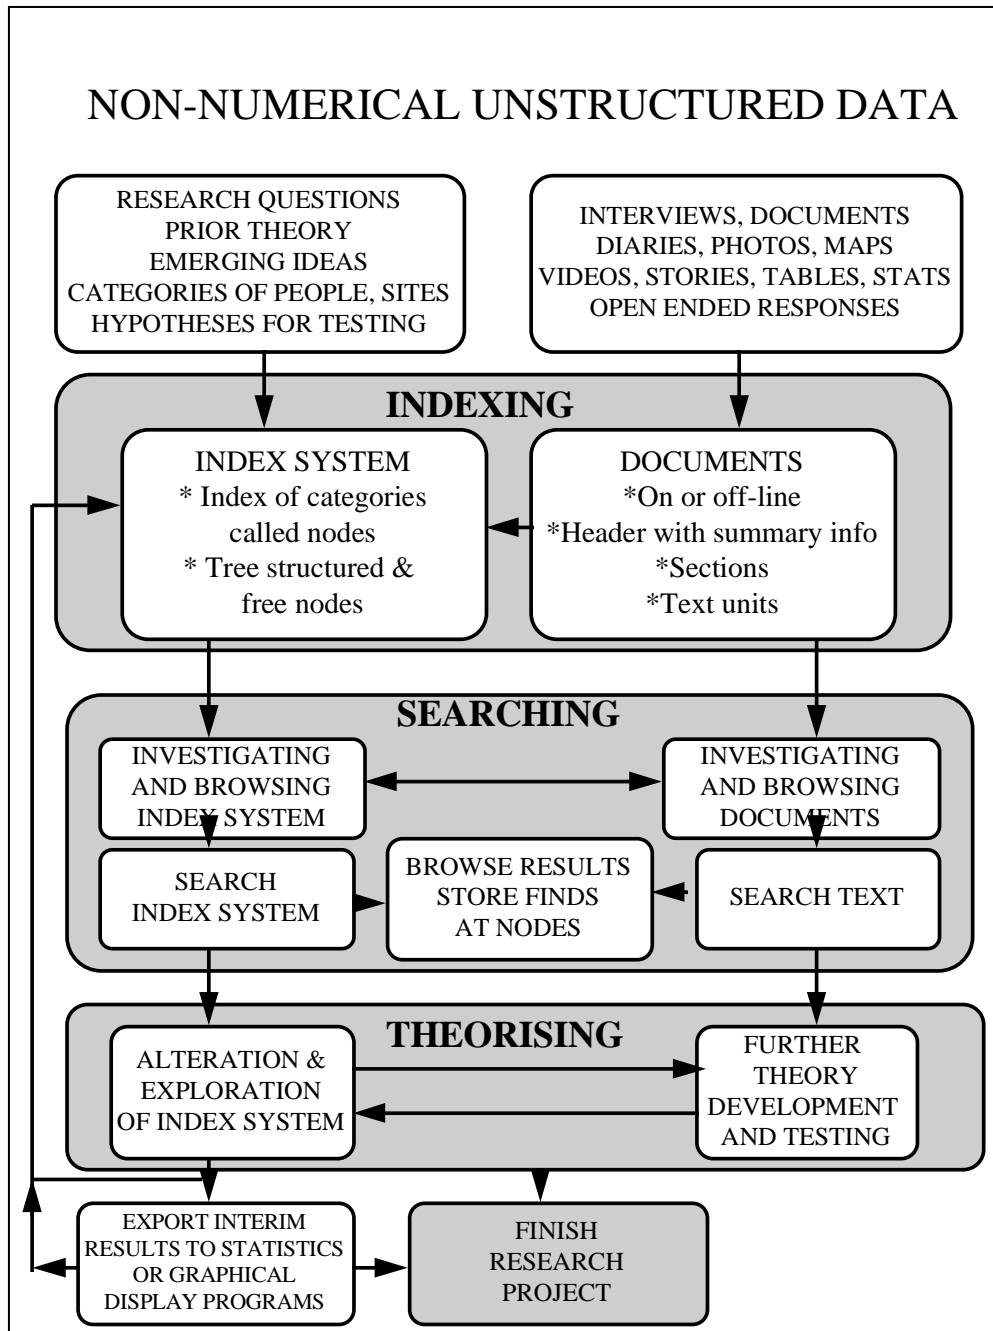 NON-NUMERICAL UNSTRUCTURED DATA
RESEARCH QUESTIONS
PRIOR THEORY
EMERGING IDEAS
CATEGORIES OF PEOPLE, SITES
HYPOTHESES FOR TESTING
INTERVIEWS, DOCUMENTS
DIARIES, PHOTOS, MAPS
VIDEOS, STORIES, TABLES, STATS
OPEN ENDED RESPONSES
INDEXING
INDEX SYSTEM
* Index of categories
called nodes
* Tree structured &
free nodes
DOCUMENTS
*On or off-line
*Header with summary info
*Sections
*Text units
SEARCHING
INVESTIGATING
AND BROWSING
INDEX SYSTEM
INVESTIGATING
AND BROWSING
DOCUMENTS
SEARCH
INDEX SYSTEM
BROWSE RESULTS
STORE FINDS
AT NODES
SEARCH TEXT
THEORISING
ALTERATION &
EXPLORATION
OF INDEX SYSTEM
FURTHER
THEORY
DEVELOPMENT
AND TESTING
EXPORT INTERIM
RESULTS TO STATISTICS
OR GRAPHICAL
DISPLAY PROGRAMS
FINISH
RESEARCH
PROJECT